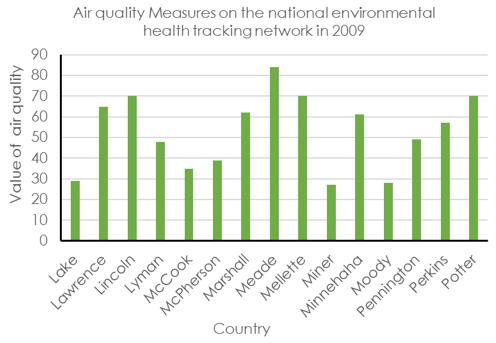 Air quality Measures on the national environmental
health tracking network in 2009
Value of air quality
90
80
70
60
50
40
30
20
10
0
Lake
Lawrence
Lincoln
Lyman
McCook
McPherson
Marshall
Meade
Mellette
Miner
Minnehaha
Moody
Pennington
Perkins
Potter
Country